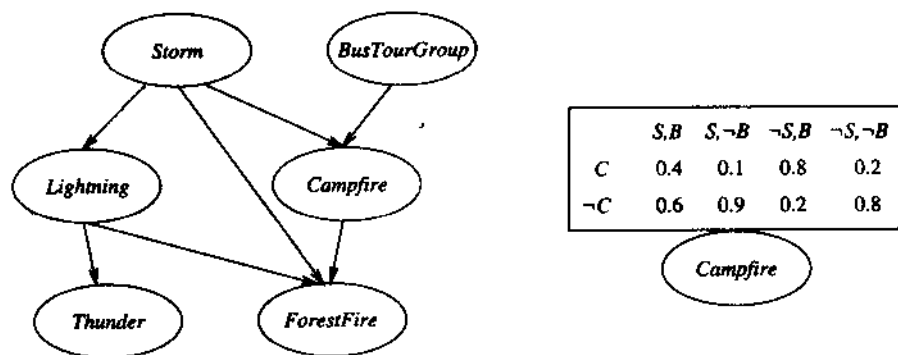 Storm
BusTourGroup
Lightning
Campfire
Thunder
ForestFire
S,B S,¬B ¬S,B ¬S,¬B
C 0.4 0.1 0.8 0.2
¬C 0.6 0.9 0.2 0.8
Campfire